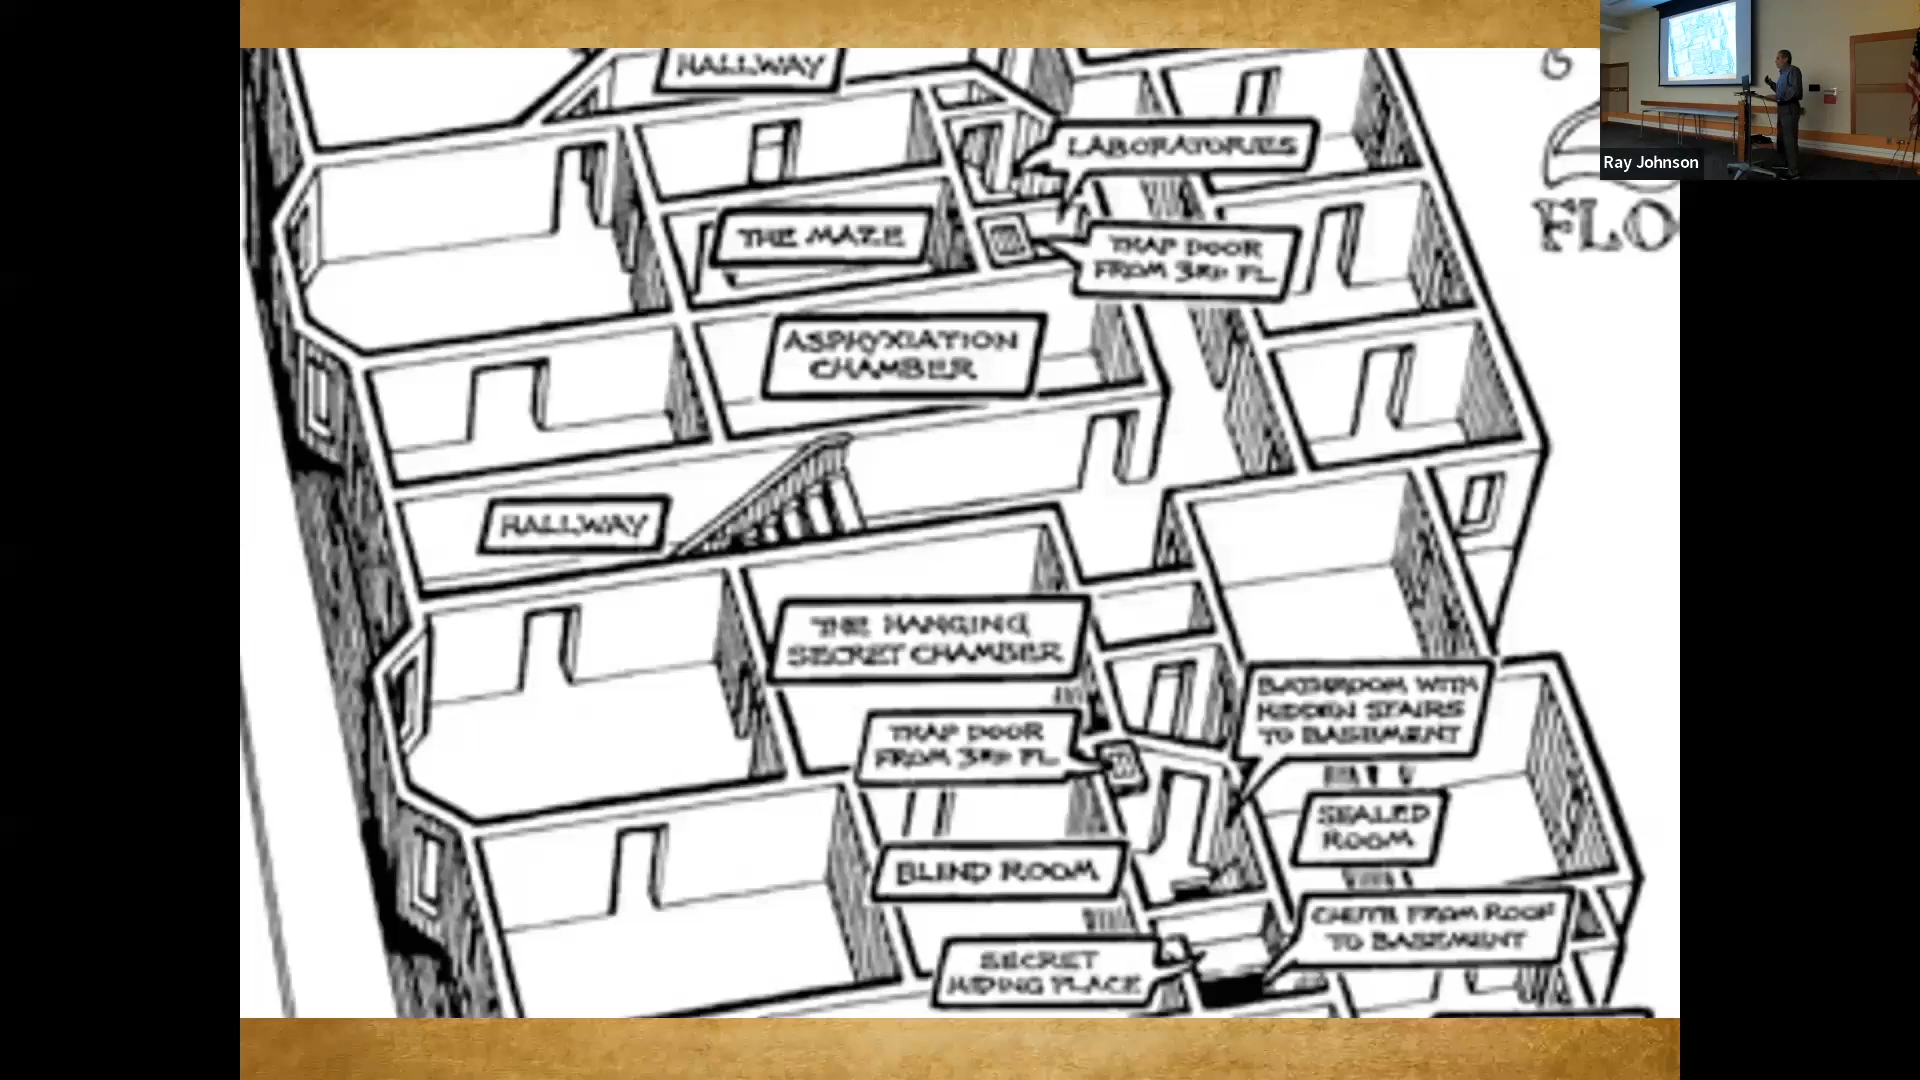 HALLWAY
LABORATORIES
Ray Johnson
THE MAZE
TRAP DOOR
FROM 3RD FL
FLO
ASPHYXIATION
CHAMBER
HALLWAY
THE HANGING
SECRET CHAMBER
TRAP DOOR
FROM 3RD FL
BATHROOM WITH
HIDDEN STAIRS
TO BASEMENT
SEALED
ROOM
BLIND ROOM
CHUTE FROM ROOF
TO BASEMENT
SECRET
HIDING PLACE